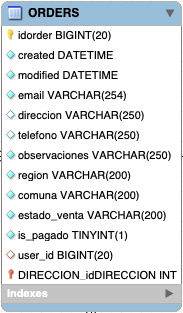 ORDERS
idorder BIGINT(20)
created DATETIME
modified DATETIME
email VARCHAR(254)
direccion VARCHAR(250)
telefono VARCHAR(250)
observaciones VARCHAR(250)
region VARCHAR(200)
comuna VARCHAR(200)
estado_venta VARCHAR(200)
is_pagado TINYINT(1)
user_id BIGINT(20)
DIRECCION_idDIRECCION INT
Indexes